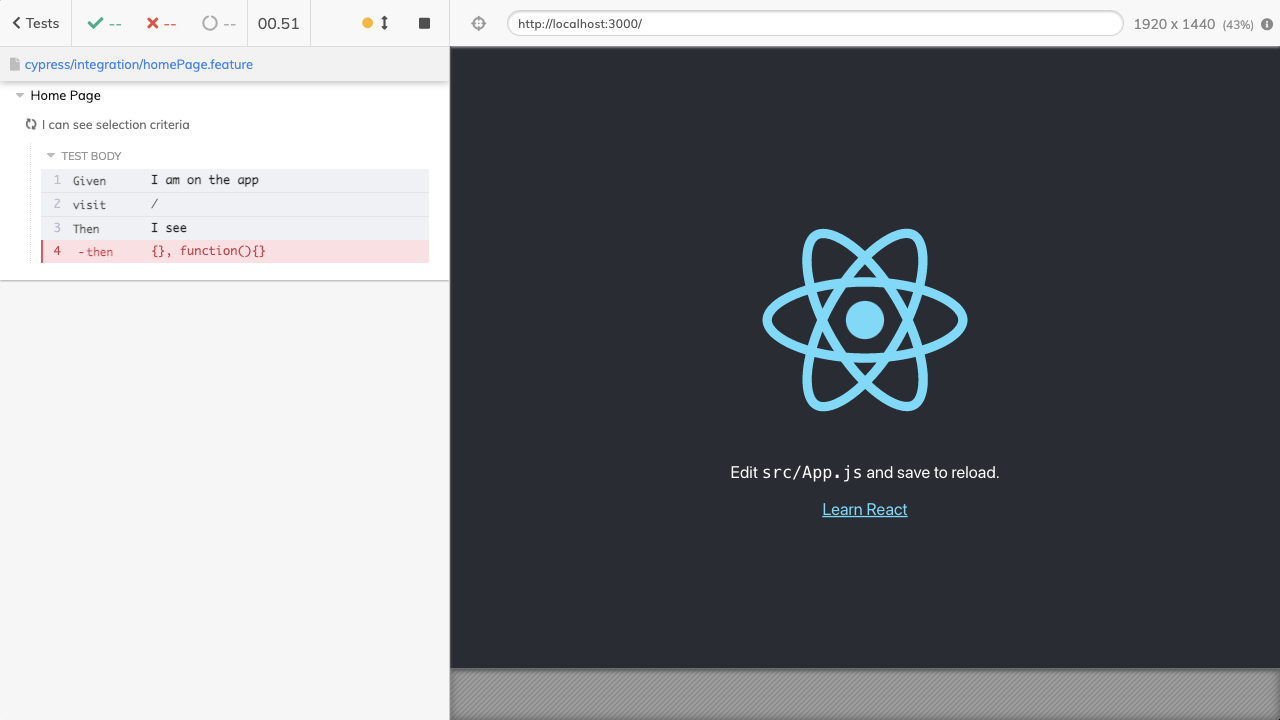 Tests -- -- -- 00.51 http://localhost:3000/ 1920 x 1440 (43%)
cypress/integration/homePage.feature
Home Page
I can see selection criteria
TEST BODY
1 Given I am on the app
2 visit /
3 Then I see
4 -then {}, function(){}
Edit src/App.js and save to reload.
Learn React